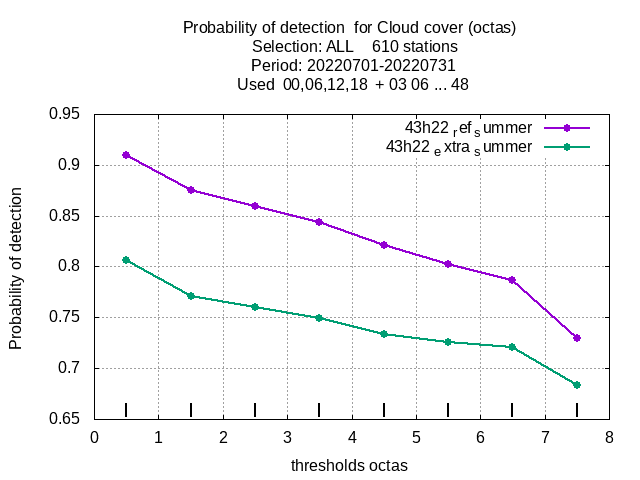 Probability of detection  for Cloud cover (octas)
Selection: ALL    610 stations
Period: 20220701-20220731
Used  00,06,12,18  + 03 06 ... 48
43h22 ref summer
43h22 extra summer
Probability of detection
0.95
0.9
0.85
0.8
0.75
0.7
0.65
0 1 2 3 4 5 6 7 8
thresholds octas